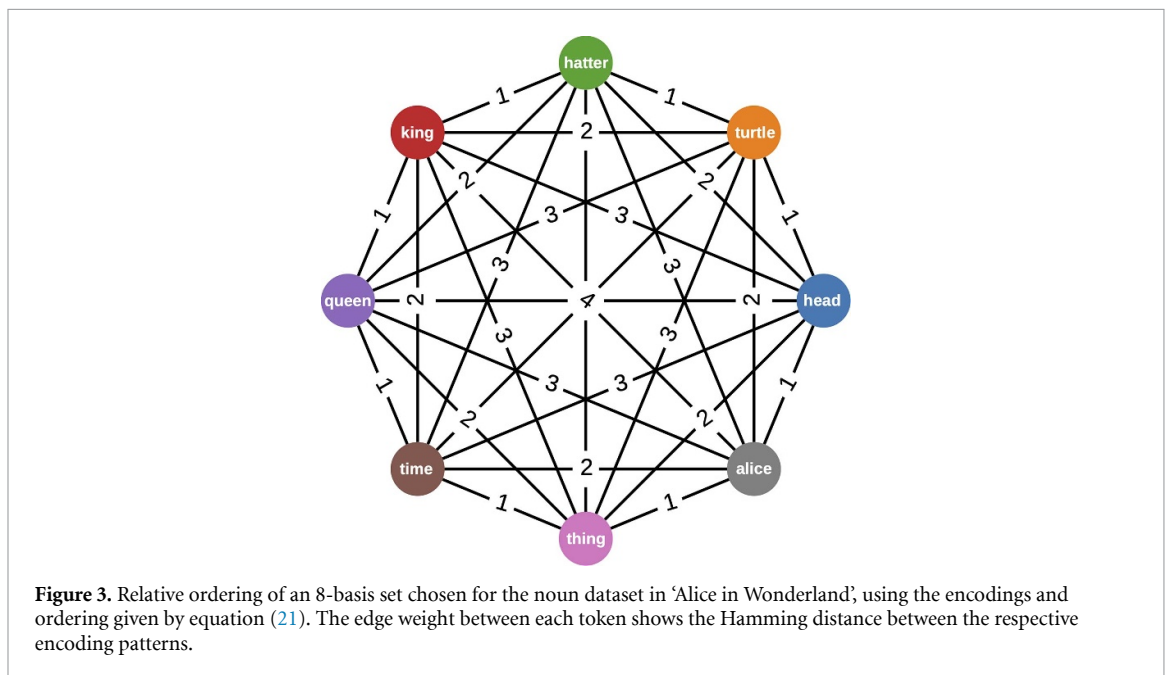 hatter
1 1
king 2 turtle
2 2
1 3 3 1
3 3
queen 2 4 2 head
3 3
1 3 3 1
2 2
time 2 alice
1 1
thing
Figure 3. Relative ordering of an 8-basis set chosen for the noun dataset in ‘Alice in Wonderland’, using the encodings and
ordering given by equation (21). The edge weight between each token shows the Hamming distance between the respective
encoding patterns.